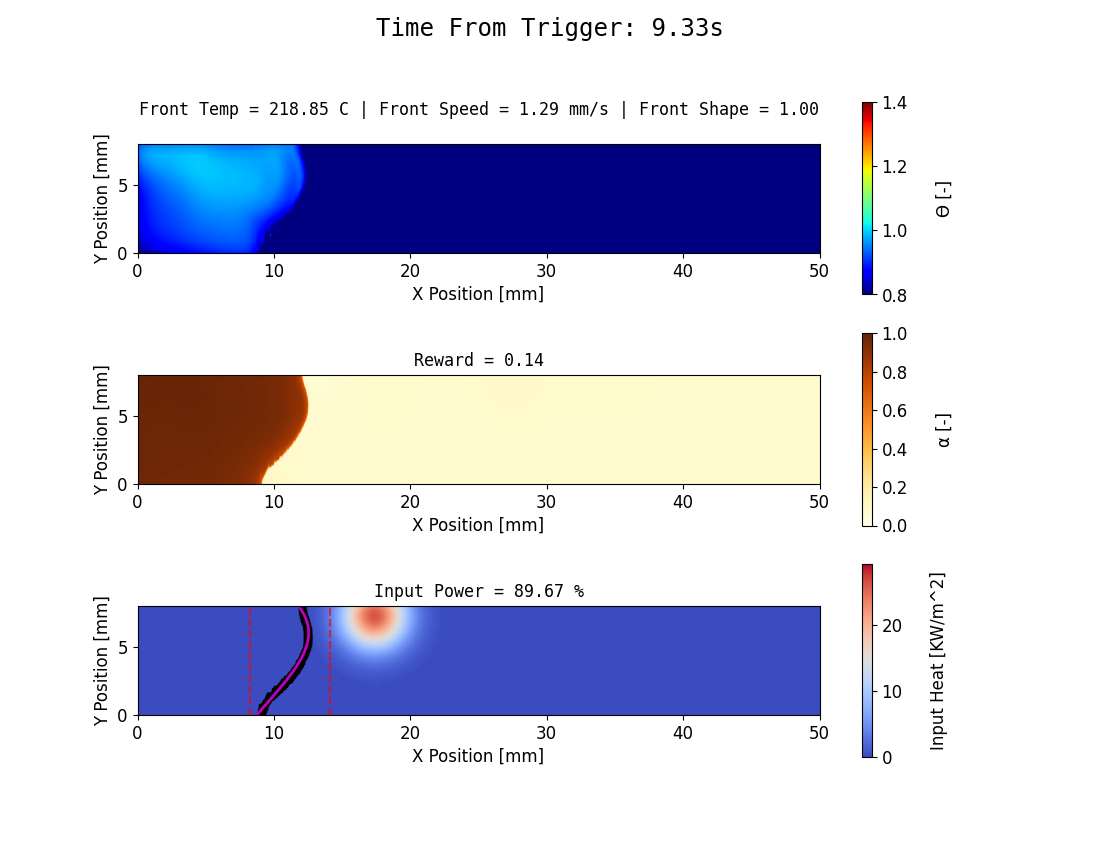 Time From Trigger: 9.33s
Front Temp = 218.85 C | Front Speed = 1.29 mm/s | Front Shape = 1.00
Y Position [mm]
5
0
0 10 20 30 40 50
X Position [mm]
1.4
1.2
1.0
0.8
Θ [-]
Reward = 0.14
Y Position [mm]
5
0
0 10 20 30 40 50
X Position [mm]
1.0
0.8
0.6
0.4
0.2
0.0
α [-]
Input Power = 89.67 %
Y Position [mm]
5
0
0 10 20 30 40 50
X Position [mm]
20
10
0
Input Heat [KW/m^2]